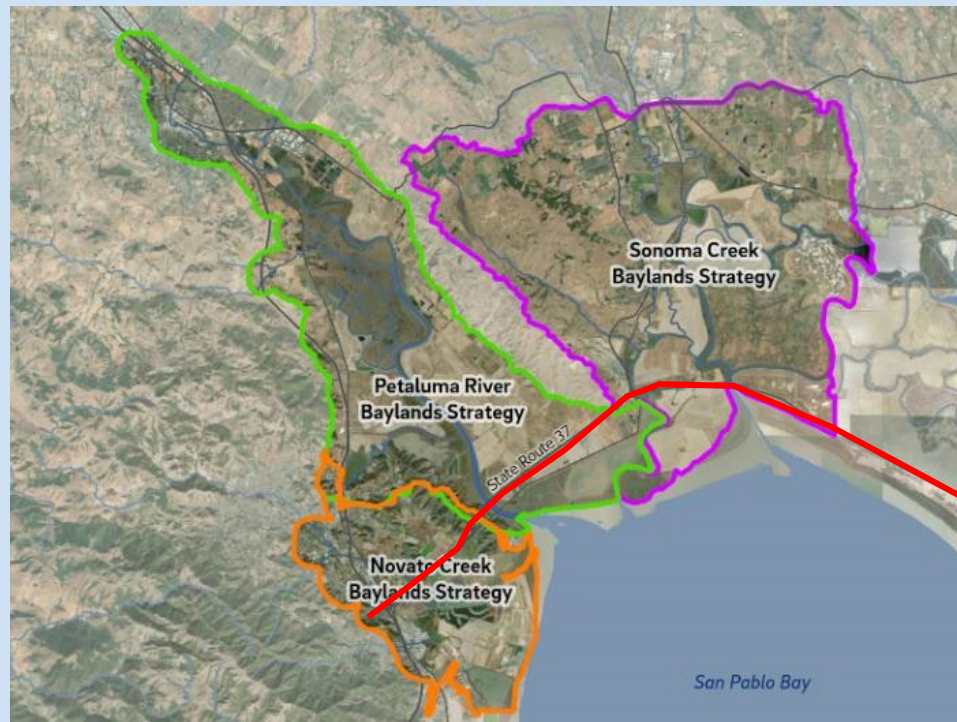 Sonoma Creek
Baylands Strategy
Petaluma River
Baylands Strategy
State Route 37
Novato Creek
Baylands Strategy
San Pablo Bay